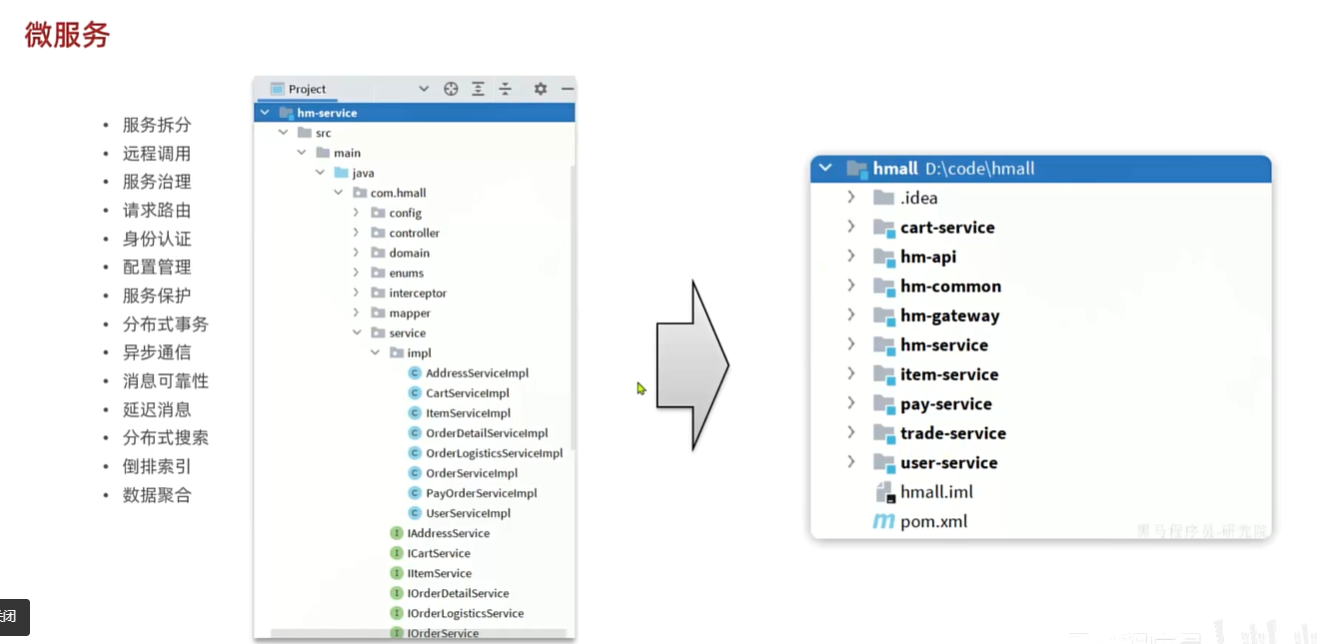 微服务
• 服务拆分
• 远程调用
• 服务治理
• 请求路由
• 身份认证
• 配置管理
• 服务保护
• 分布式事务
• 异步通信
• 消息可靠性
• 延迟消息
• 分布式搜索
• 倒排索引
• 数据聚合
Project
hm-service
src
main
java
com.hmall
config
controller
domain
enums
interceptor
mapper
service
impl
AddressServiceImpl
CartServiceImpl
ItemServiceImpl
OrderDetailServiceImpl
OrderLogisticsServiceImpl
OrderServiceImpl
PayOrderServiceImpl
UserServiceImpl
IAddressService
ICartService
IItemService
IOrderDetailService
IOrderLogisticsService
IOrderService
hmall D:\code\hmall
.idea
cart-service
hm-api
hm-common
hm-gateway
hm-service
item-service
pay-service
trade-service
user-service
hmall.iml
pom.xml
黑马程序员-研究院